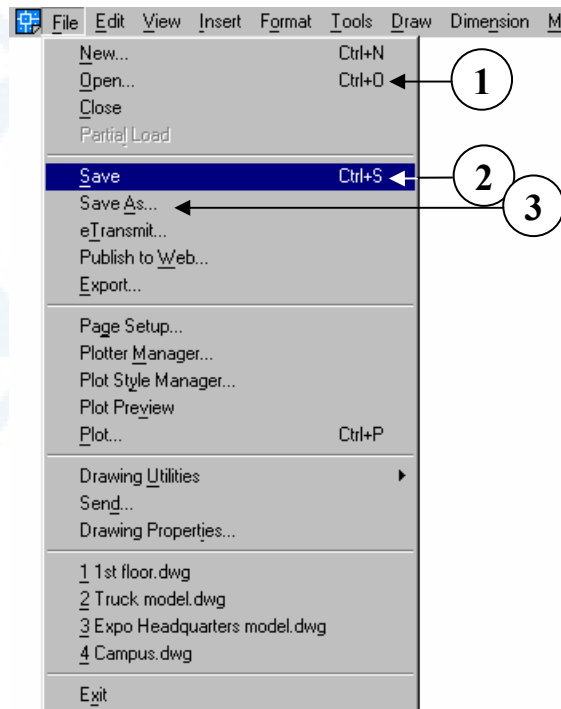 File Edit View Insert Format Tools Draw Dimension M
New... Ctrl+N
Open... Ctrl+O 1
Close
Partial Load
Save Ctrl+S 2
Save As... 3
eTransmit...
Publish to Web...
Export...
Page Setup...
Plotter Manager...
Plot Style Manager...
Plot Preview
Plot... Ctrl+P
Drawing Utilities
Send...
Drawing Properties...
1 1st floor.dwg
2 Truck model.dwg
3 Expo Headquarters model.dwg
4 Campus.dwg
Exit